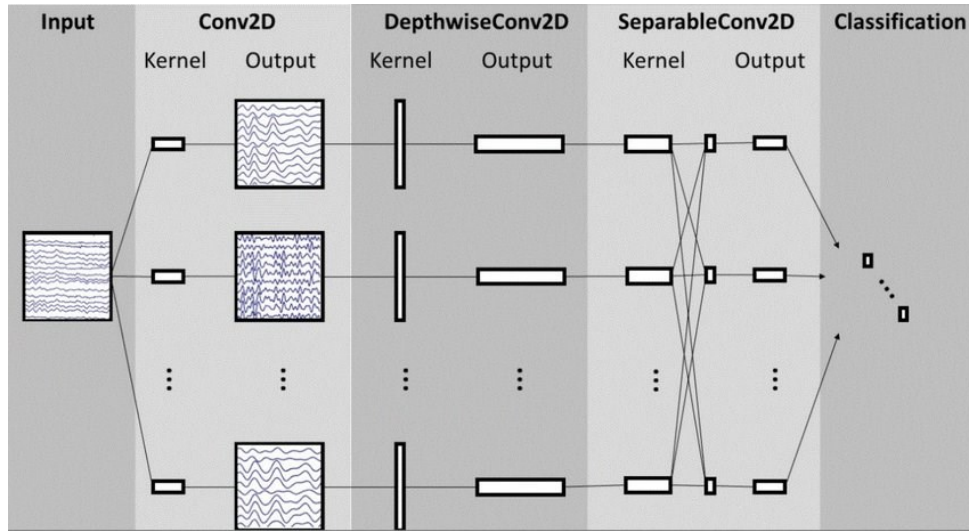 Input Conv2D DepthwiseConv2D SeparableConv2D Classification
Kernel Output Kernel Output Kernel Output